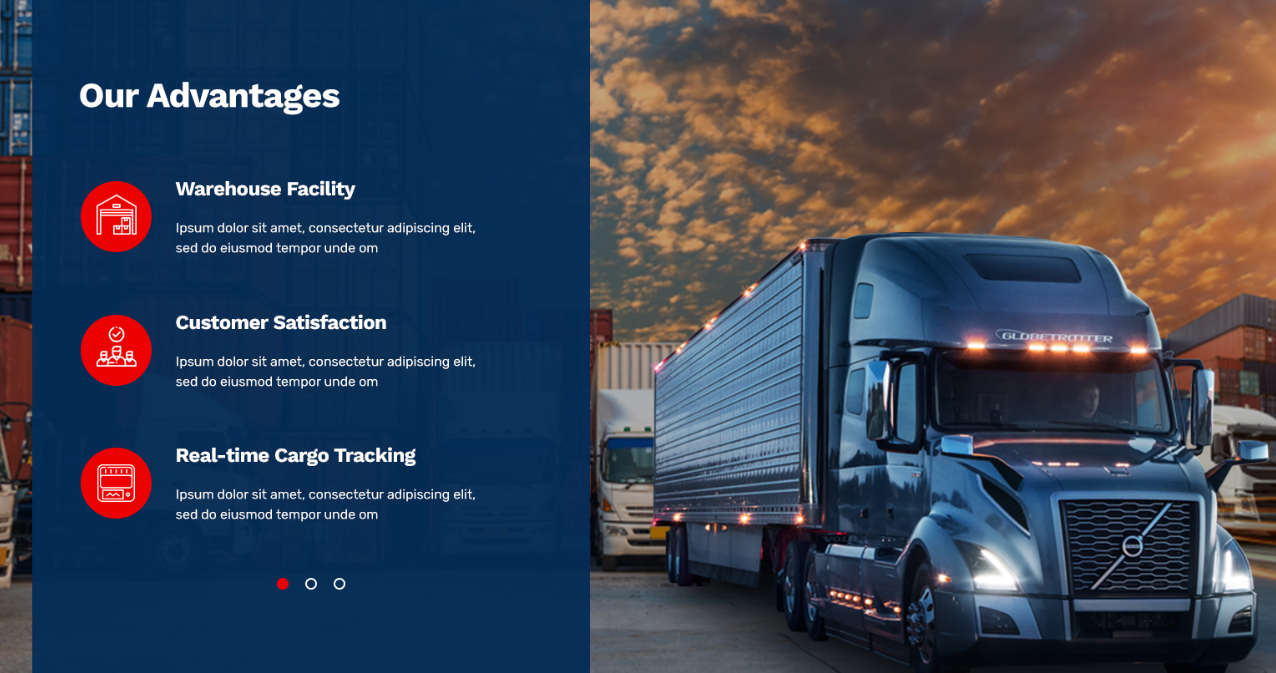 Our Advantages
Warehouse Facility
Ipsum dolor sit amet, consectetur adipiscing elit,
sed do eiusmod tempor unde om
Customer Satisfaction
Ipsum dolor sit amet, consectetur adipiscing elit,
sed do eiusmod tempor unde om
Real-time Cargo Tracking
Ipsum dolor sit amet, consectetur adipiscing elit,
sed do eiusmod tempor unde om
GLOBETROTTER